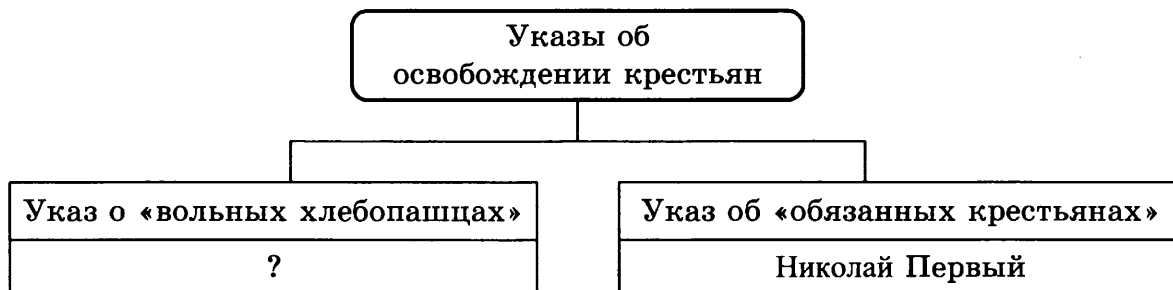 Указы об
освобождении крестьян
Указ о «вольных хлебопашцах»
?
Указ об «обязанных крестьянах»
Николай Первый